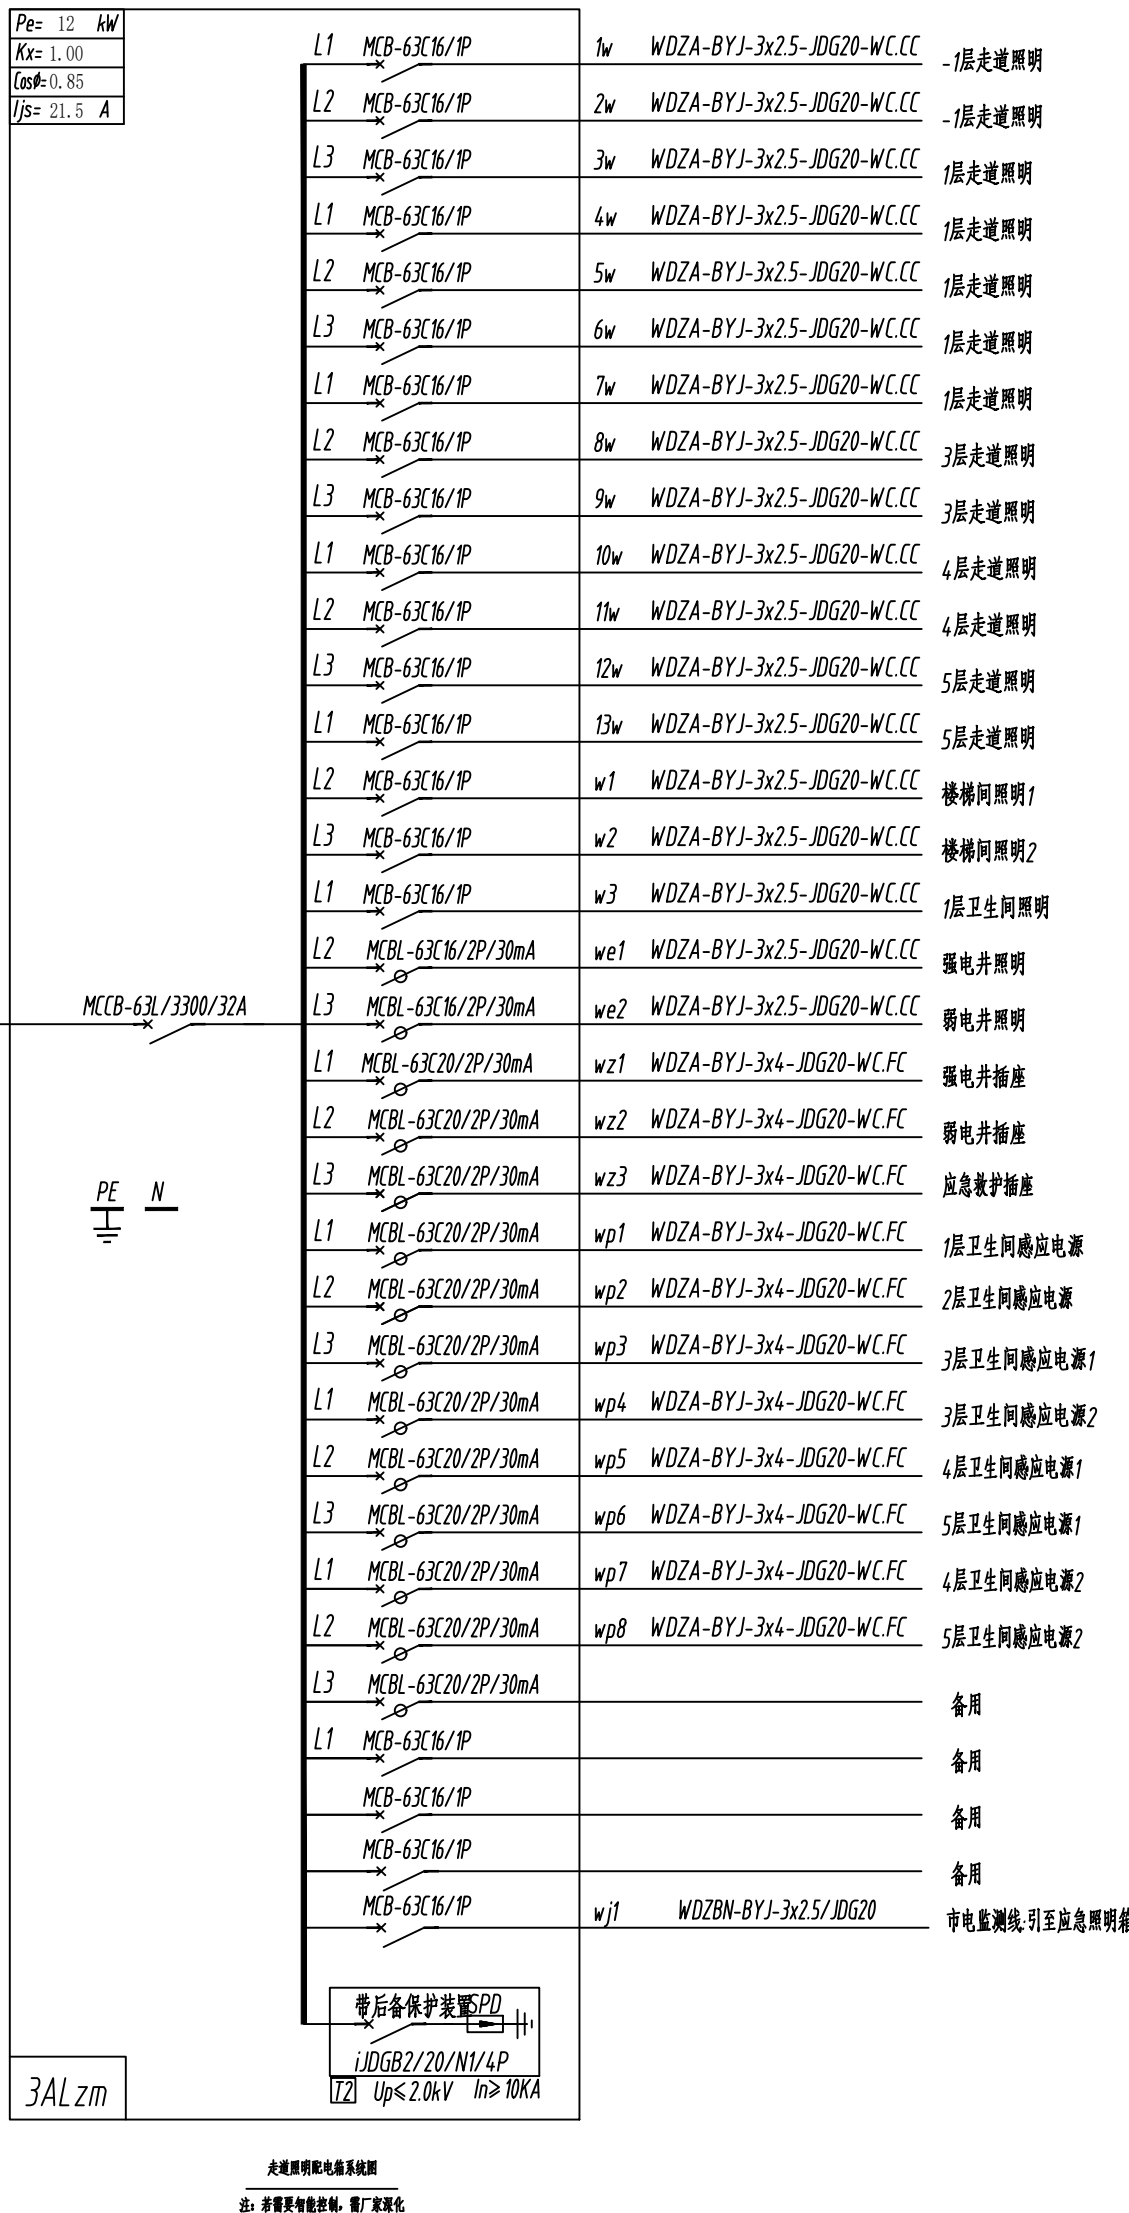 Pe= 12 kW
Kx= 1.00
CosØ= 0.85
Ijs= 21.5 A
L1 MCB-63C16/1P 1w WDZA-BYJ-3x2.5-JDG20-WC.CC -1层走道照明
L2 MCB-63C16/1P 2w WDZA-BYJ-3x2.5-JDG20-WC.CC -1层走道照明
L3 MCB-63C16/1P 3w WDZA-BYJ-3x2.5-JDG20-WC.CC 1层走道照明
L1 MCB-63C16/1P 4w WDZA-BYJ-3x2.5-JDG20-WC.CC 1层走道照明
L2 MCB-63C16/1P 5w WDZA-BYJ-3x2.5-JDG20-WC.CC 1层走道照明
L3 MCB-63C16/1P 6w WDZA-BYJ-3x2.5-JDG20-WC.CC 1层走道照明
L1 MCB-63C16/1P 7w WDZA-BYJ-3x2.5-JDG20-WC.CC 1层走道照明
L2 MCB-63C16/1P 8w WDZA-BYJ-3x2.5-JDG20-WC.CC 3层走道照明
L3 MCB-63C16/1P 9w WDZA-BYJ-3x2.5-JDG20-WC.CC 3层走道照明
L1 MCB-63C16/1P 10w WDZA-BYJ-3x2.5-JDG20-WC.CC 4层走道照明
L2 MCB-63C16/1P 11w WDZA-BYJ-3x2.5-JDG20-WC.CC 4层走道照明
L3 MCB-63C16/1P 12w WDZA-BYJ-3x2.5-JDG20-WC.CC 5层走道照明
L1 MCB-63C16/1P 13w WDZA-BYJ-3x2.5-JDG20-WC.CC 5层走道照明
L2 MCB-63C16/1P w1 WDZA-BYJ-3x2.5-JDG20-WC.CC 楼梯间照明1
L3 MCB-63C16/1P w2 WDZA-BYJ-3x2.5-JDG20-WC.CC 楼梯间照明2
L1 MCB-63C16/1P w3 WDZA-BYJ-3x2.5-JDG20-WC.CC 1层卫生间照明
L2 MCBL-63C16/2P/30mA we1 WDZA-BYJ-3x2.5-JDG20-WC.CC 强电井照明
MCCB-63L/3300/32A L3 MCBL-63C16/2P/30mA we2 WDZA-BYJ-3x2.5-JDG20-WC.CC 弱电井照明
L1 MCBL-63C20/2P/30mA wz1 WDZA-BYJ-3x4-JDG20-WC.FC 强电井插座
L2 MCBL-63C20/2P/30mA wz2 WDZA-BYJ-3x4-JDG20-WC.FC 弱电井插座
PE N L3 MCBL-63C20/2P/30mA wz3 WDZA-BYJ-3x4-JDG20-WC.FC 应急救护插座
L1 MCBL-63C20/2P/30mA wp1 WDZA-BYJ-3x4-JDG20-WC.FC 1层卫生间感应电源
L2 MCBL-63C20/2P/30mA wp2 WDZA-BYJ-3x4-JDG20-WC.FC 2层卫生间感应电源
L3 MCBL-63C20/2P/30mA wp3 WDZA-BYJ-3x4-JDG20-WC.FC 3层卫生间感应电源1
L1 MCBL-63C20/2P/30mA wp4 WDZA-BYJ-3x4-JDG20-WC.FC 3层卫生间感应电源2
L2 MCBL-63C20/2P/30mA wp5 WDZA-BYJ-3x4-JDG20-WC.FC 4层卫生间感应电源1
L3 MCBL-63C20/2P/30mA wp6 WDZA-BYJ-3x4-JDG20-WC.FC 5层卫生间感应电源1
L1 MCBL-63C20/2P/30mA wp7 WDZA-BYJ-3x4-JDG20-WC.FC 4层卫生间感应电源2
L2 MCBL-63C20/2P/30mA wp8 WDZA-BYJ-3x4-JDG20-WC.FC 5层卫生间感应电源2
L3 MCBL-63C20/2P/30mA 备用
L1 MCB-63C16/1P 备用
MCB-63C16/1P 备用
MCB-63C16/1P 备用
MCB-63C16/1P wj1 WDZBN-BYJ-3x2.5/JDG20 市电监测线:引至应急照明箱
带后备保护装置SPD
iJDGB2/20/N1/4P
T2 Up≤2.0kV In≥10KA
3ALzm
走道照明配电箱系统图
注：若需要智能控制，需厂家深化